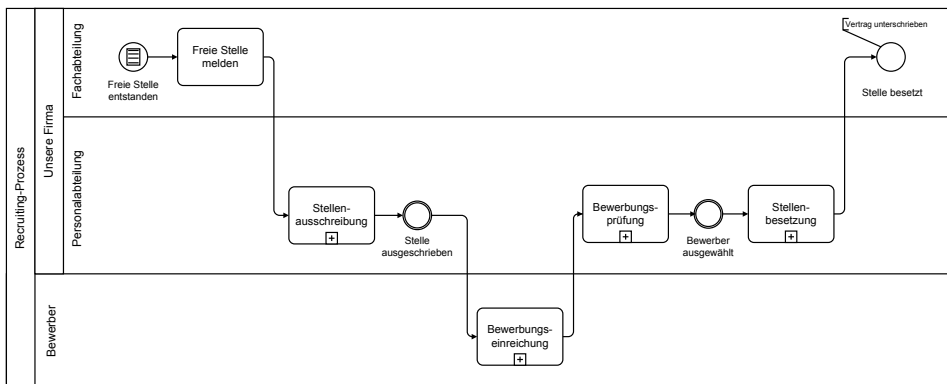 Recruiting-Prozess
Unsere Firma
Fachabteilung
Freie Stelle
entstanden
Freie Stelle
melden
Vertrag unterschrieben
Stelle besetzt
Personalabteilung
Stellen-
ausschreibung
Stelle
ausgeschrieben
Bewerbungs-
prüfung
Bewerber
ausgewählt
Stellen-
besetzung
Bewerber
Bewerbungs-
einreichung